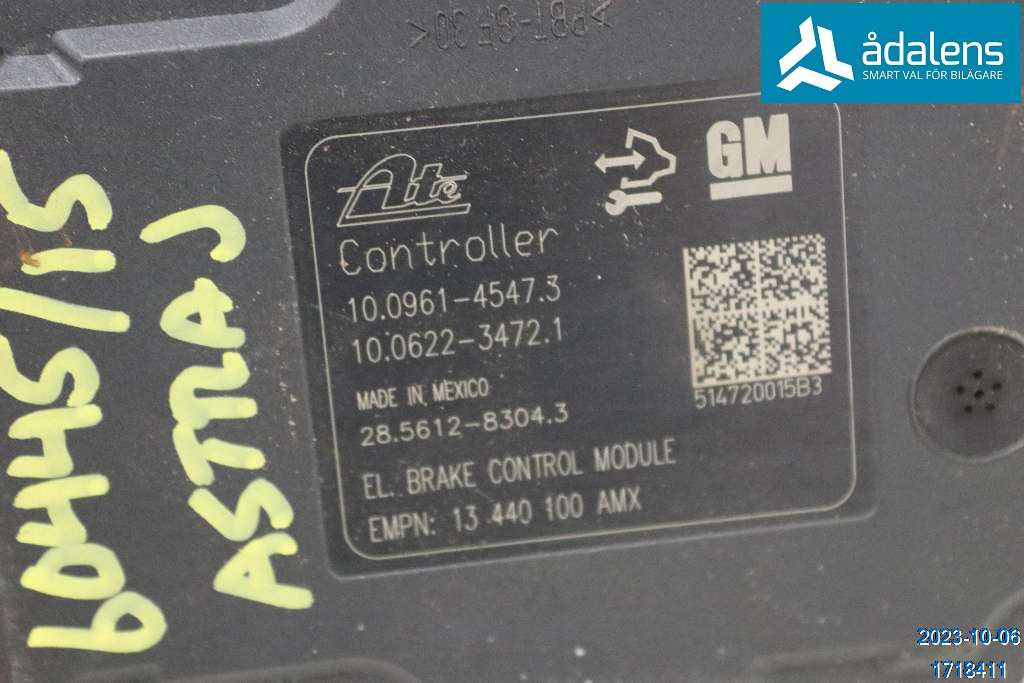 >PBT-GF30<
ådalens
SMART VAL FÖR BILÄGARE
Ate
GM
Controller
10.0961-4547.3
10.0622-3472.1
MADE IN MEXICO
28.5612-8304.3
514720015B3
EL. BRAKE CONTROL MODULE
EMPN: 13 440 100 AMX
ASTRA J
2023-10-06
1718411